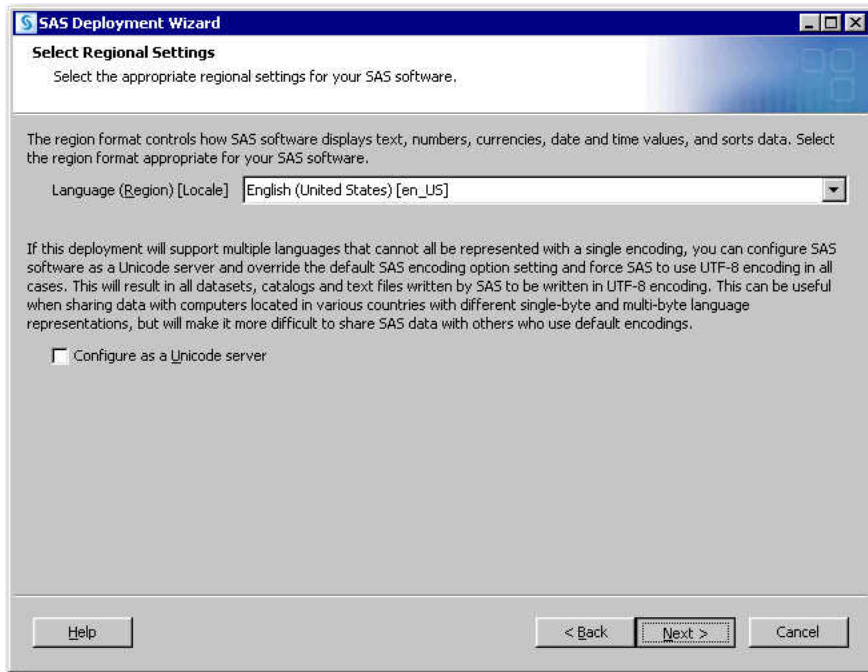 SAS Deployment Wizard
Select Regional Settings
Select the appropriate regional settings for your SAS software.
The region format controls how SAS software displays text, numbers, currencies, date and time values, and sorts data. Select
the region format appropriate for your SAS software.
Language (Region) [Locale] English (United States) [en_US]
If this deployment will support multiple languages that cannot all be represented with a single encoding, you can configure SAS
software as a Unicode server and override the default SAS encoding option setting and force SAS to use UTF-8 encoding in all
cases. This will result in all datasets, catalogs and text files written by SAS to be written in UTF-8 encoding. This can be useful
when sharing data with computers located in various countries with different single-byte and multi-byte language
representations, but will make it more difficult to share SAS data with others who use default encodings.
Configure as a Unicode server
Help < Back Next > Cancel